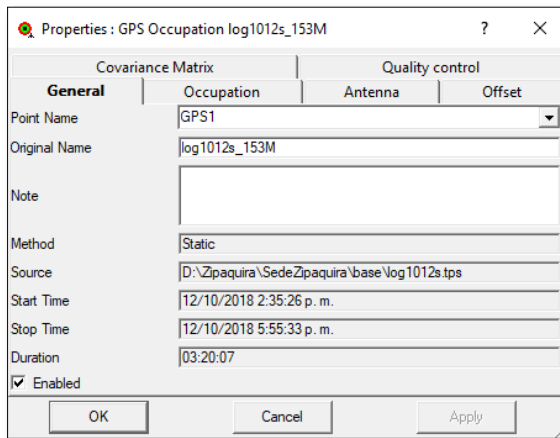 Properties : GPS Occupation log1012s_153M
Covariance Matrix Quality control
General Occupation Antenna Offset
Point Name GPS1
Original Name log1012s_153M
Note
Method Static
Source D:\Zipaquira\SedeZipaquira\base\log1012s.tps
Start Time 12/10/2018 2:35:26 p. m.
Stop Time 12/10/2018 5:55:33 p. m.
Duration 03:20:07
Enabled
OK Cancel Apply